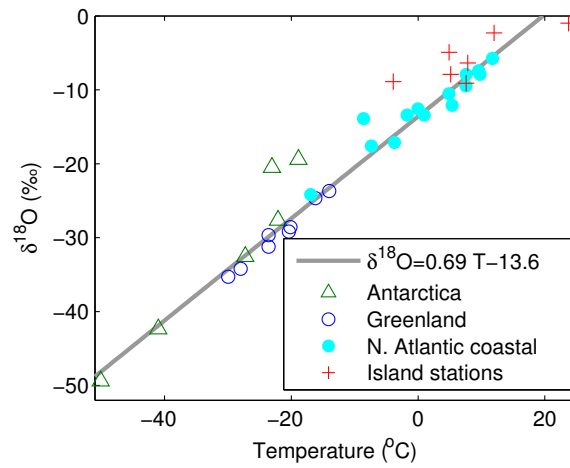 0
−10
−20
−30
−40
−50
δ¹⁸O (‰)
δ¹⁸O=0.69 T−13.6
Antarctica
Greenland
N. Atlantic coastal
Island stations
−40 −20 0 20
Temperature (°C)